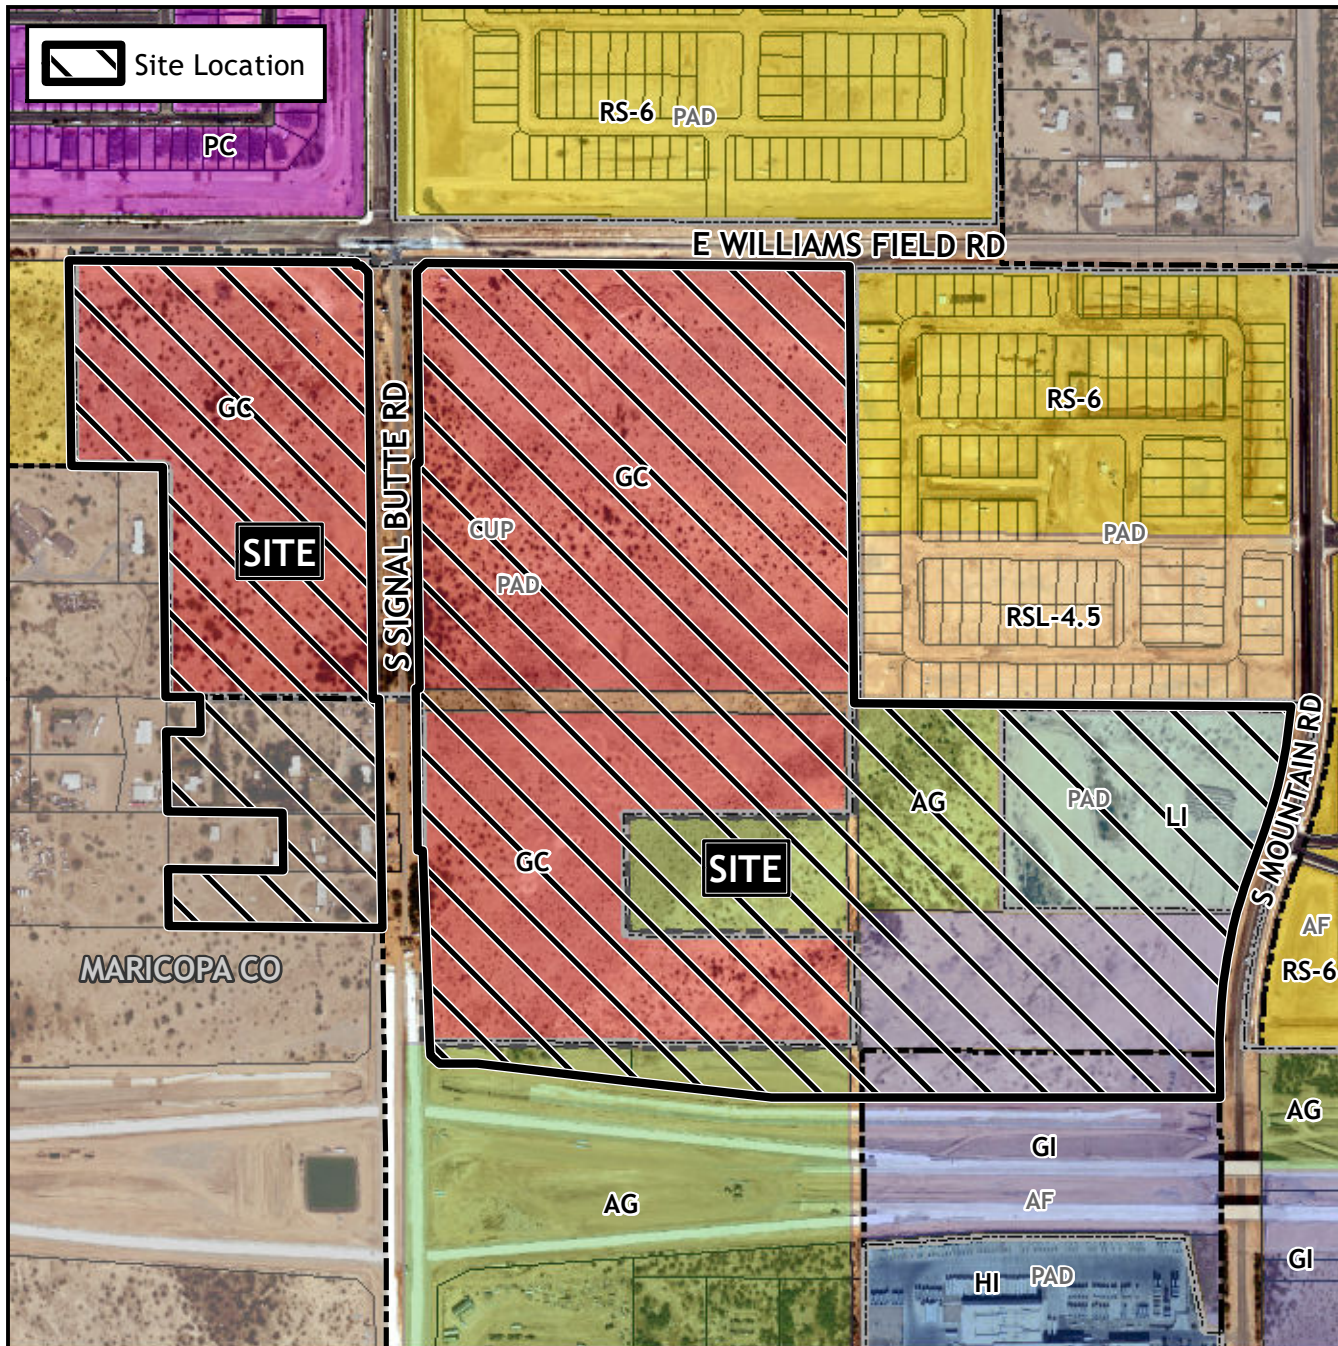 Site Location
PC
RS-6
PAD
E WILLIAMS FIELD RD
GC
S SIGNAL BUTTE RD
GC
RS-6
CUP
PAD
SITE
PAD
RSL-4.5
S MOUNTAIN RD
AG
PAD
LI
GC
SITE
AF
RS-6
MARICOPA CO
AG
GI
AG
AF
GI
HI
PAD